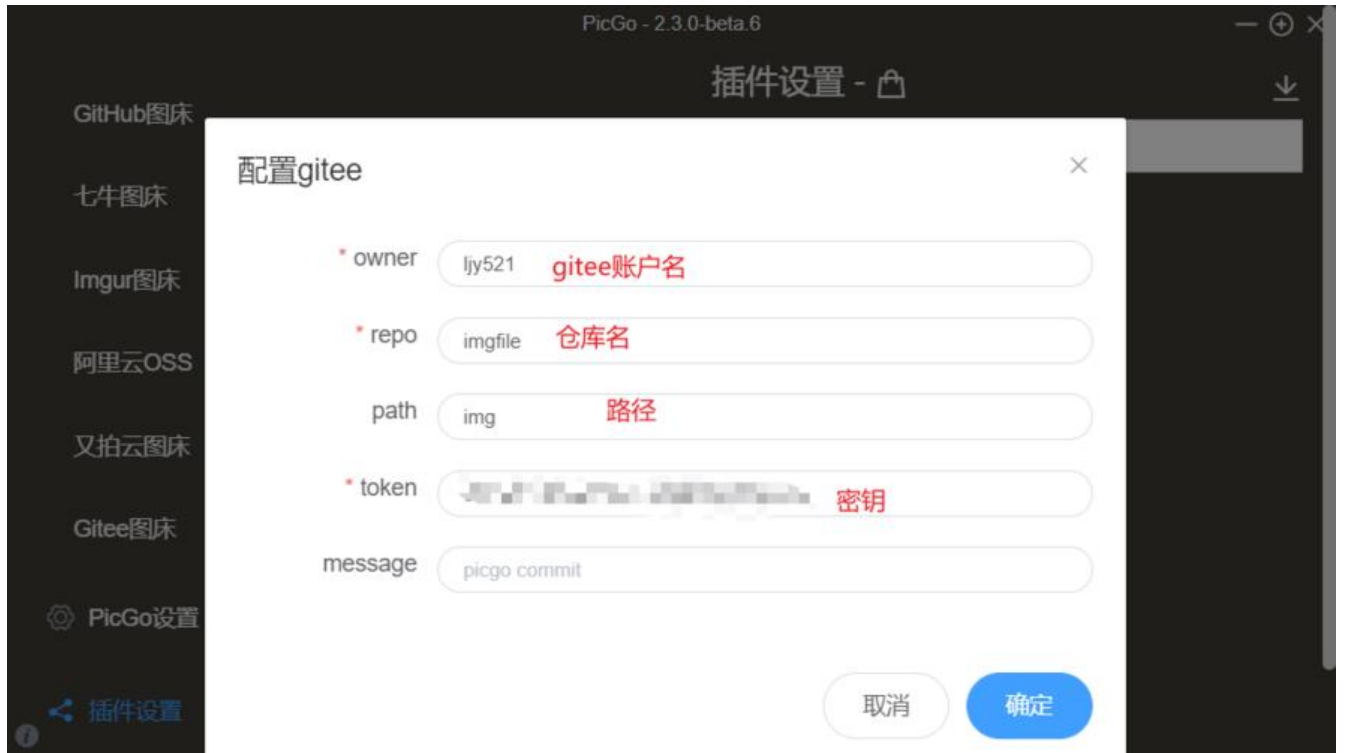 PicGo - 2.3.0-beta.6
插件设置 -
GitHub图床
七牛图床
Imgur图床
阿里云OSS
又拍云图床
Gitee图床
PicGo设置
插件设置
配置gitee
* owner ljy521 gitee账户名
* repo imgfile 仓库名
path img 路径
* token 密钥
message picgo commit
取消 确定